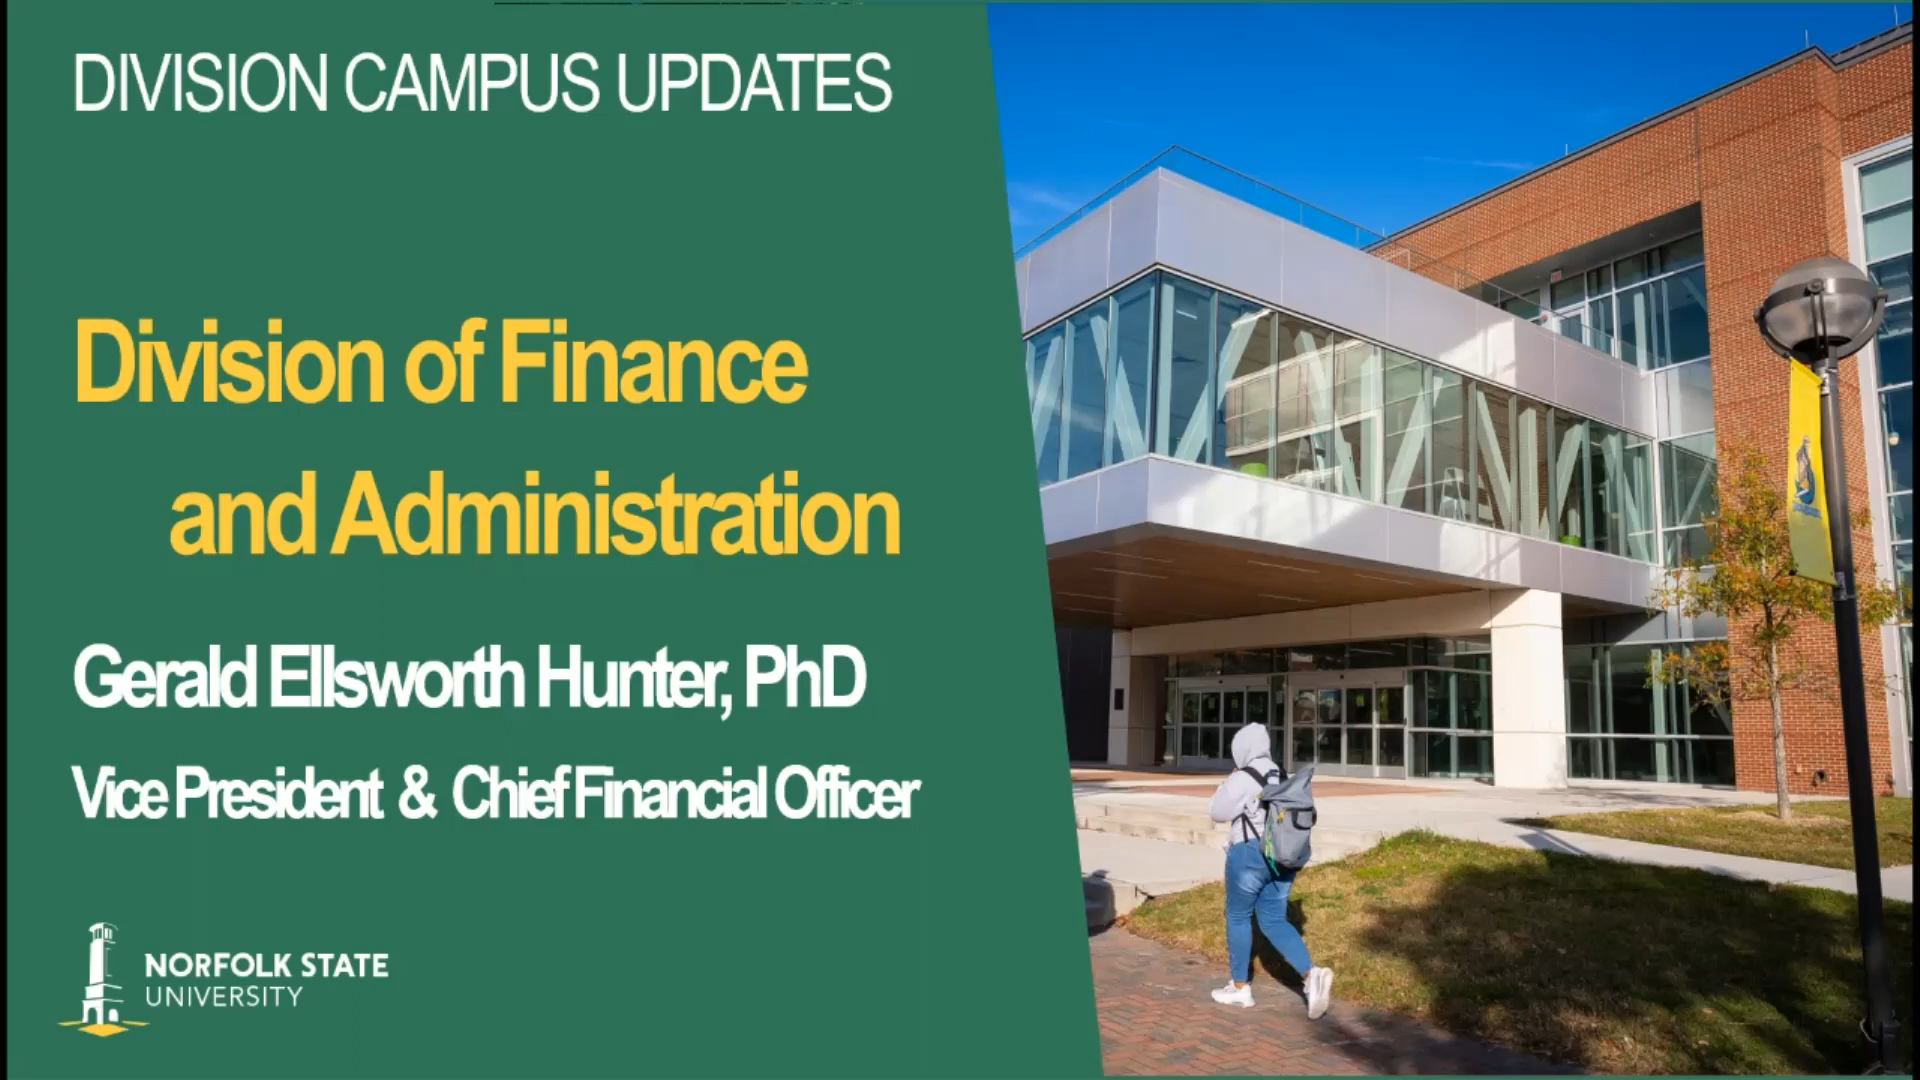 DIVISION CAMPUS UPDATES
Division of Finance
and Administration
Gerald Ellsworth Hunter, PhD
Vice President & Chief Financial Officer
NORFOLK STATE
UNIVERSITY